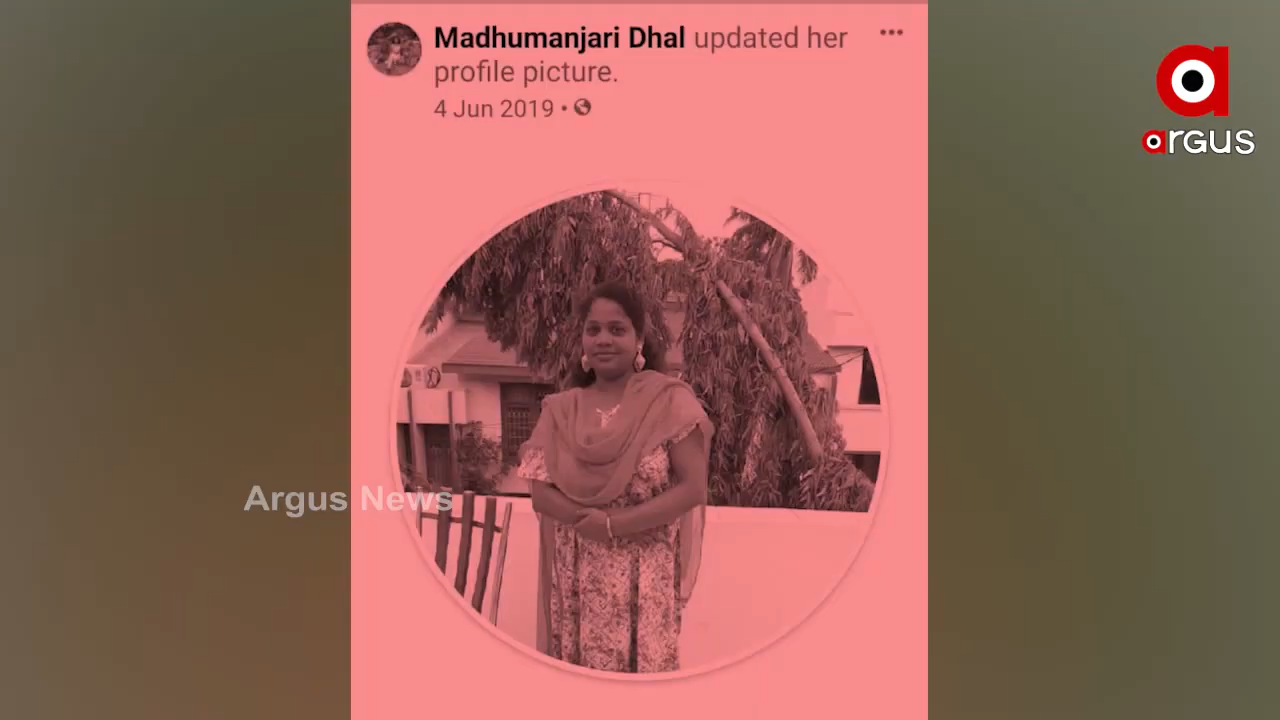 Madhumanjari Dhal updated her
profile picture.
4 Jun 2019 •
argus
Argus News